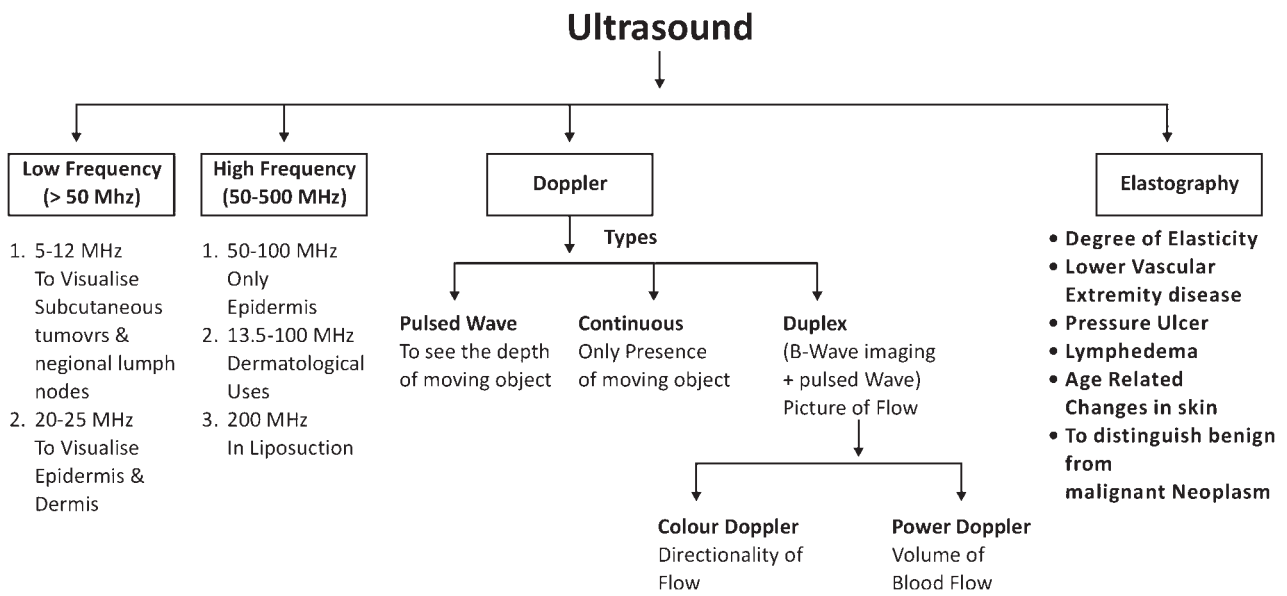 Ultrasound
Low Frequency
(> 50 Mhz)
1. 5-12 MHz
To Visualise
Subcutaneous
tumovrs &
negional lumph
nodes
2. 20-25 MHz
To Visualise
Epidermis &
Dermis
High Frequency
(50-500 MHz)
1. 50-100 MHz
Only
Epidermis
2. 13.5-100 MHz
Dermatological
Uses
3. 200 MHz
In Liposuction
Doppler
Types
Pulsed Wave
To see the depth
of moving object
Continuous
Only Presence
of moving object
Duplex
(B-Wave imaging
+ pulsed Wave)
Picture of Flow
Colour Doppler
Directionality of
Flow
Power Doppler
Volume of
Blood Flow
Elastography
• Degree of Elasticity
• Lower Vascular
Extremity disease
• Pressure Ulcer
• Lymphedema
• Age Related
Changes in skin
• To distinguish benign
from
malignant Neoplasm